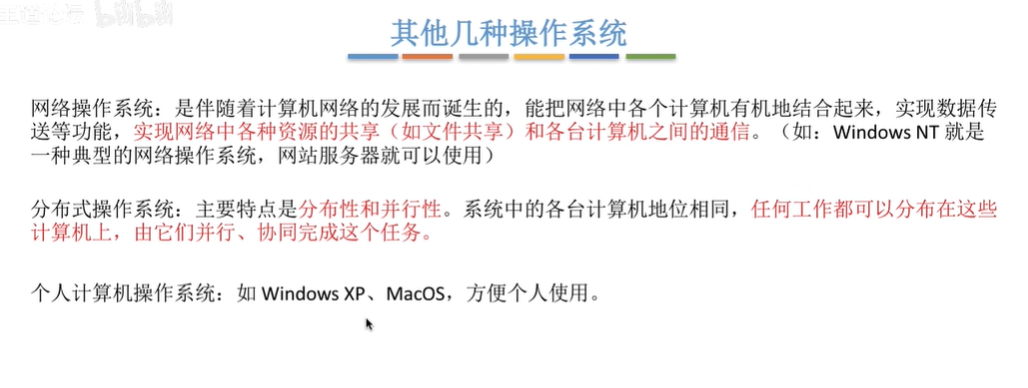 bilibili
其他几种操作系统
网络操作系统：是伴随着计算机网络的发展而诞生的，能把网络中各个计算机有机地结合起来，实现数据传
送等功能，实现网络中各种资源的共享（如文件共享）和各台计算机之间的通信。（如：Windows NT 就是
一种典型的网络操作系统，网站服务器就可以使用）
分布式操作系统：主要特点是分布性和并行性。系统中的各台计算机地位相同，任何工作都可以分布在这些
计算机上，由它们并行、协同完成这个任务。
个人计算机操作系统：如 Windows XP、MacOS，方便个人使用。